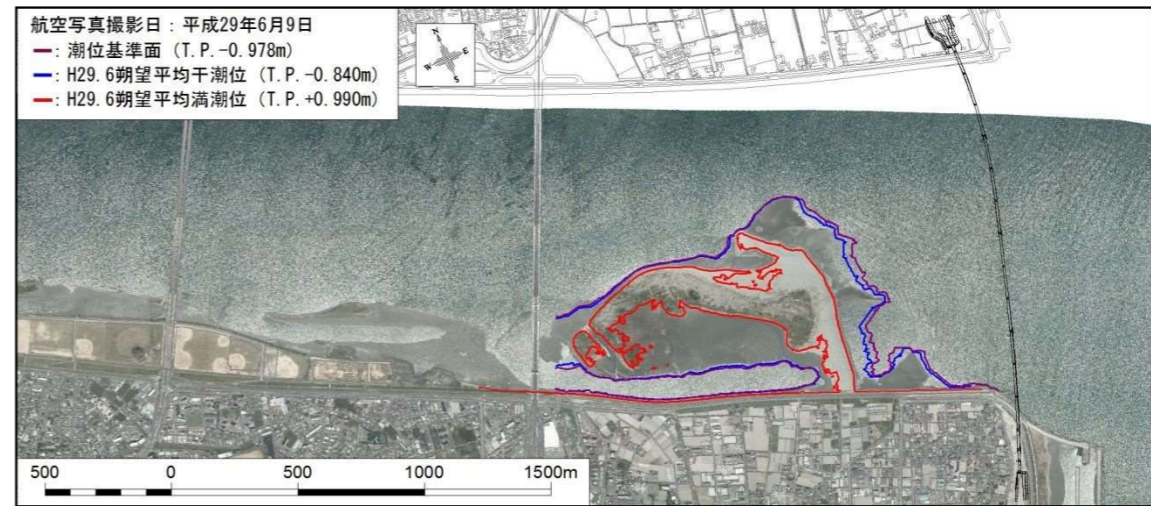 航空写真撮影日：平成29年6月9日
━：潮位基準面（T.P.-0.978m）
━：H29.6朔望平均干潮位（T.P.-0.840m）
━：H29.6朔望平均満潮位（T.P.+0.990m）
N
W E
S
500 0 500 1000 1500m